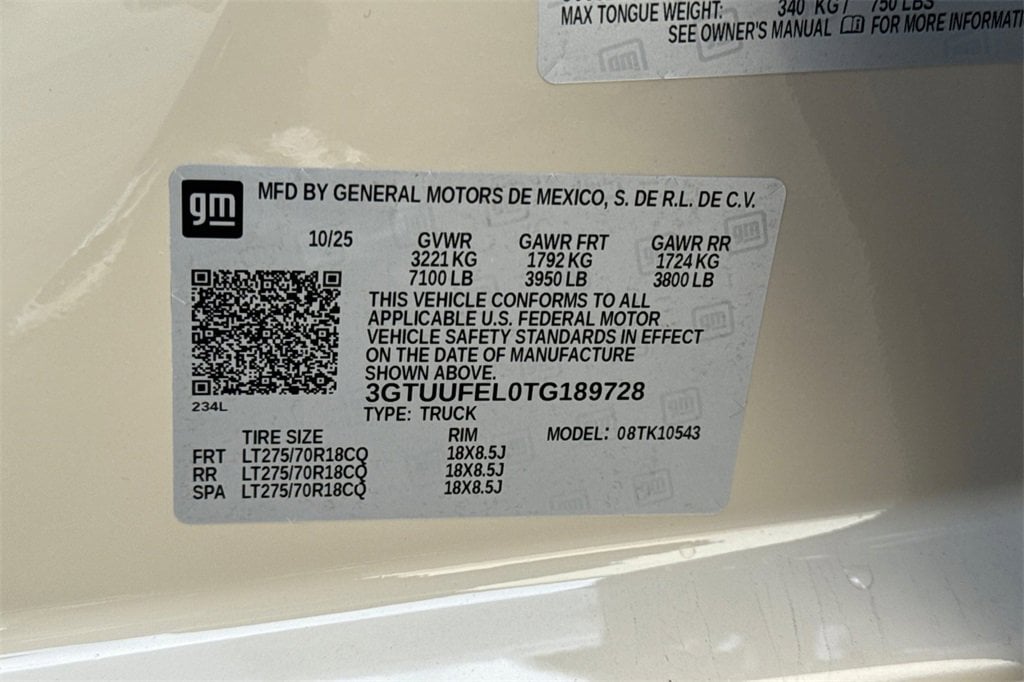 MAX TONGUE WEIGHT: 340 KG / 750 LBS
SEE OWNER'S MANUAL FOR MORE INFORMATI
gm
gm MFD BY GENERAL MOTORS DE MEXICO, S. DE R.L. DE C.V.
10/25 GVWR GAWR FRT GAWR RR
3221 KG 1792 KG 1724 KG
7100 LB 3950 LB 3800 LB
THIS VEHICLE CONFORMS TO ALL
APPLICABLE U.S. FEDERAL MOTOR
VEHICLE SAFETY STANDARDS IN EFFECT
ON THE DATE OF MANUFACTURE
SHOWN ABOVE.
3GTUUFEL0TG189728
234L
TYPE: TRUCK
TIRE SIZE RIM MODEL: 08TK10543
FRT LT275/70R18CQ 18X8.5J
RR LT275/70R18CQ 18X8.5J
SPA LT275/70R18CQ 18X8.5J